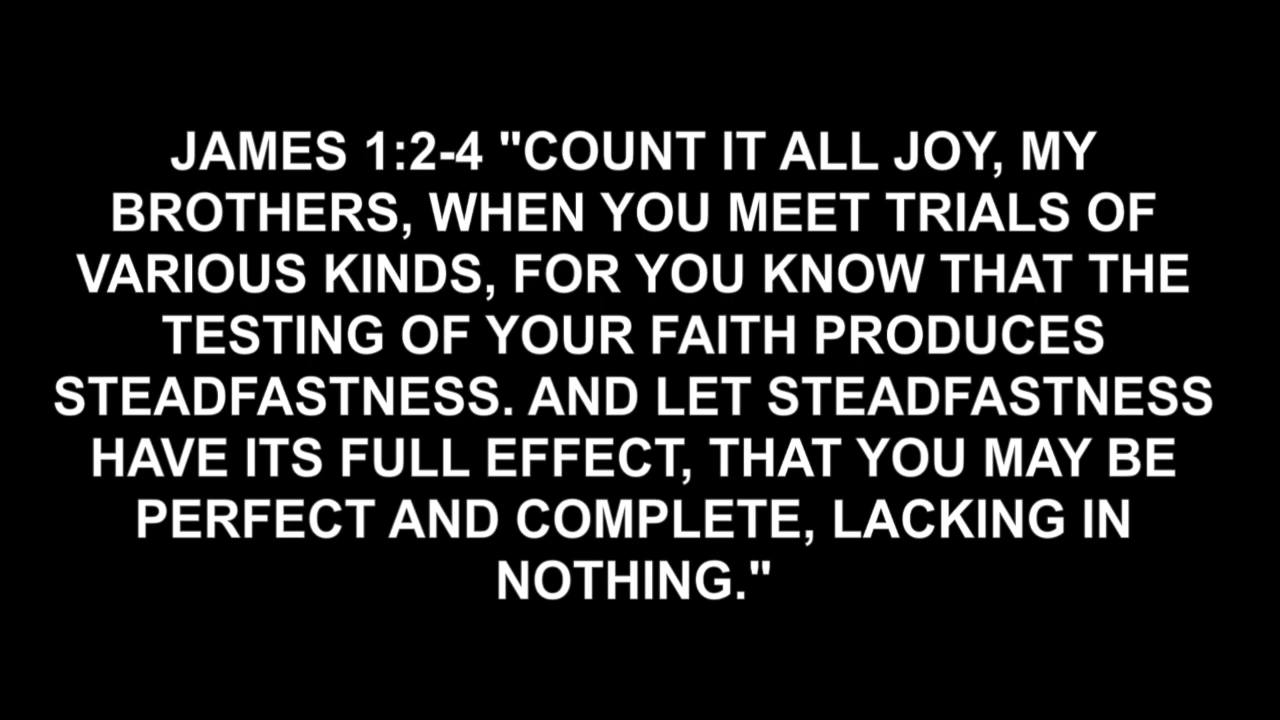 JAMES 1:2-4 "COUNT IT ALL JOY, MY
BROTHERS, WHEN YOU MEET TRIALS OF
VARIOUS KINDS, FOR YOU KNOW THAT THE
TESTING OF YOUR FAITH PRODUCES
STEADFASTNESS. AND LET STEADFASTNESS
HAVE ITS FULL EFFECT, THAT YOU MAY BE
PERFECT AND COMPLETE, LACKING IN
NOTHING."